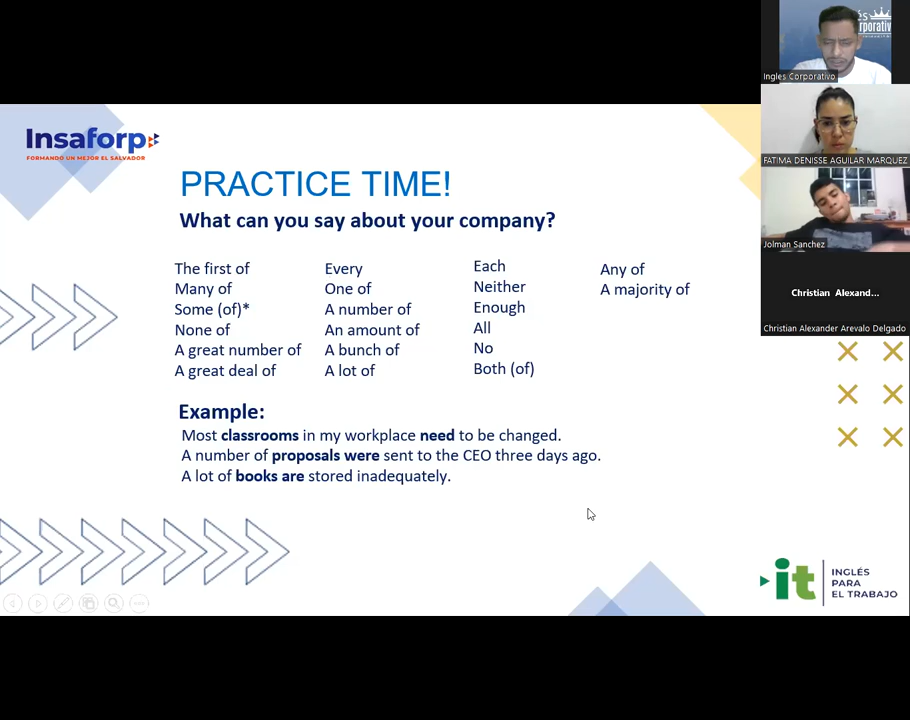 Insaforp
FORMANDO UN MEJOR EL SALVADOR
PRACTICE TIME!
What can you say about your company?
The first of
Many of
Some (of)*
None of
A great number of
A great deal of
Every
One of
A number of
An amount of
A bunch of
A lot of
Each
Neither
Enough
All
No
Both (of)
Any of
A majority of
Example:
Most classrooms in my workplace need to be changed.
A number of proposals were sent to the CEO three days ago.
A lot of books are stored inadequately.
it
INGLÉS
PARA
EL TRABAJO
Ingles Corporativo
FATIMA DENISSE AGUILAR MARQUEZ
Jolman Sanchez
Christian Alexand...
Christian Alexander Arevalo Delgado